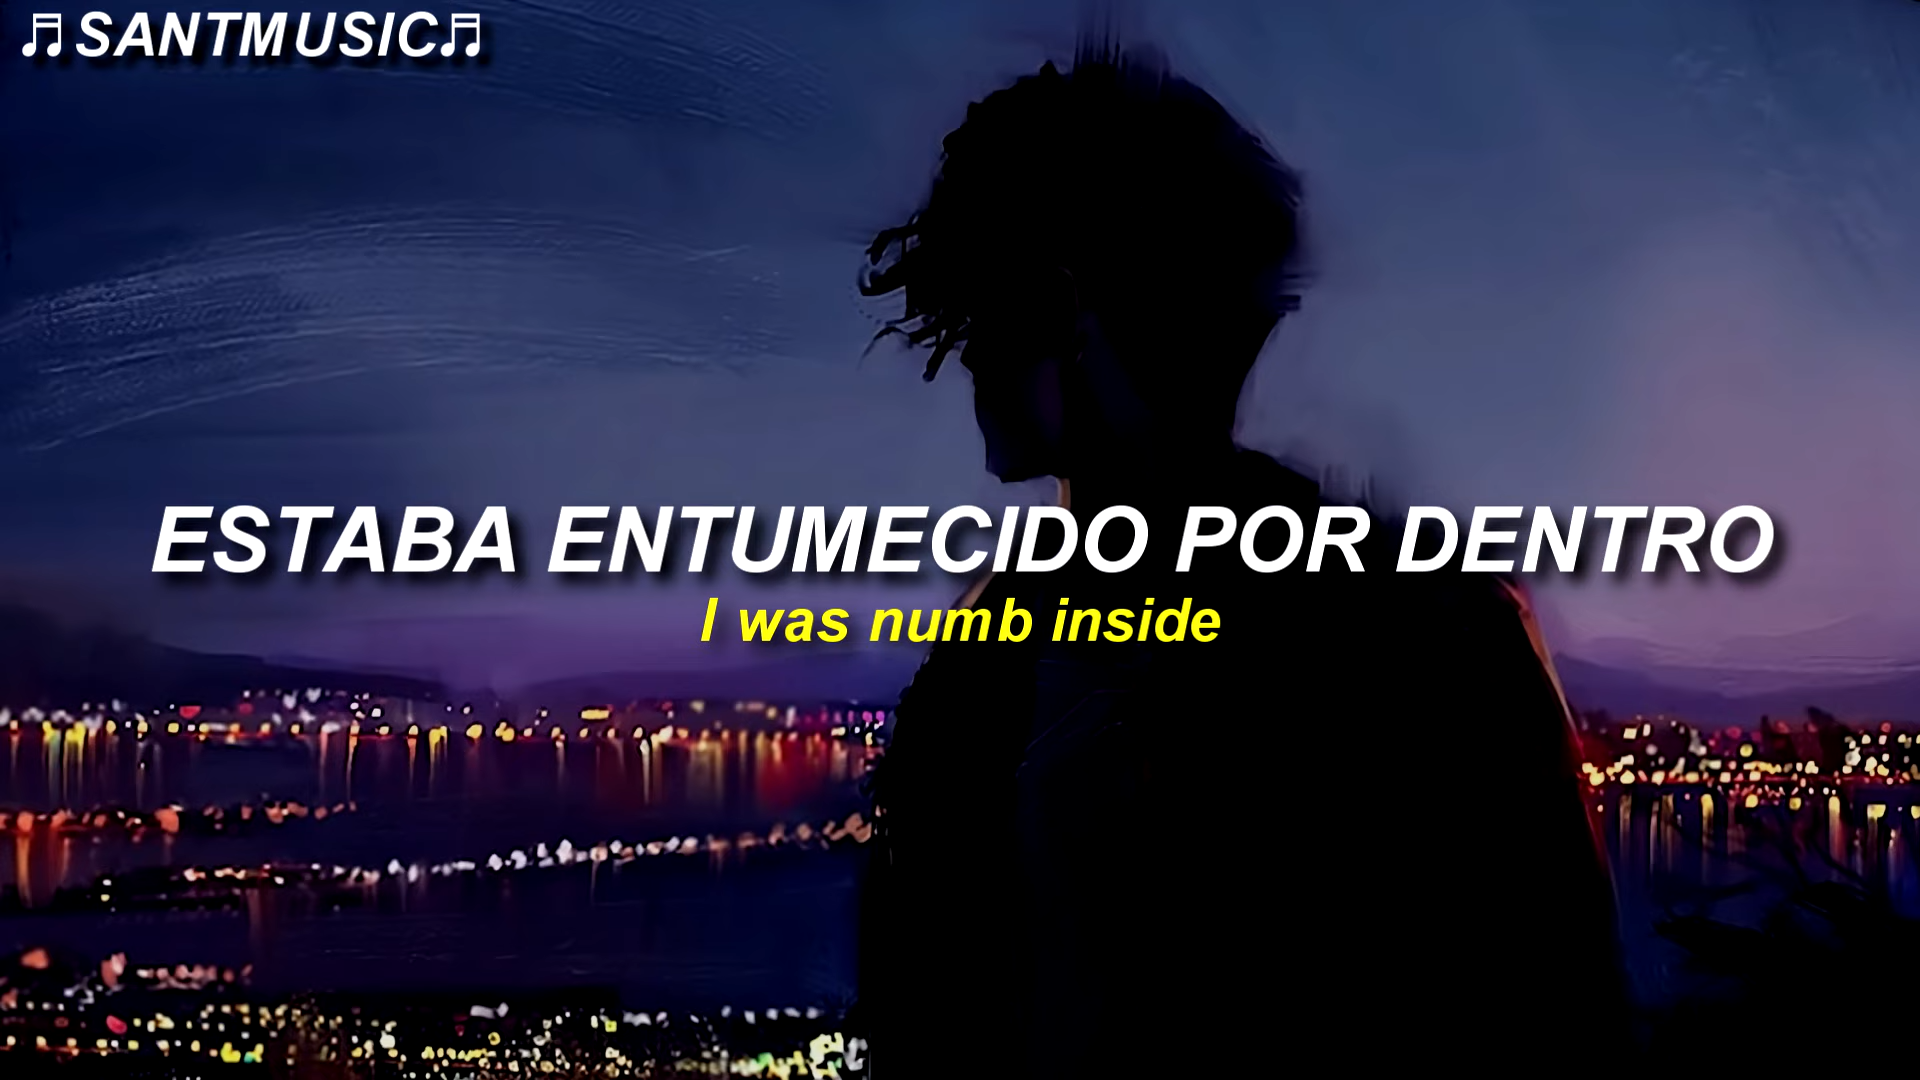 ♬SANTMUSIC♬
ESTABA ENTUMECIDO POR DENTRO
I was numb inside